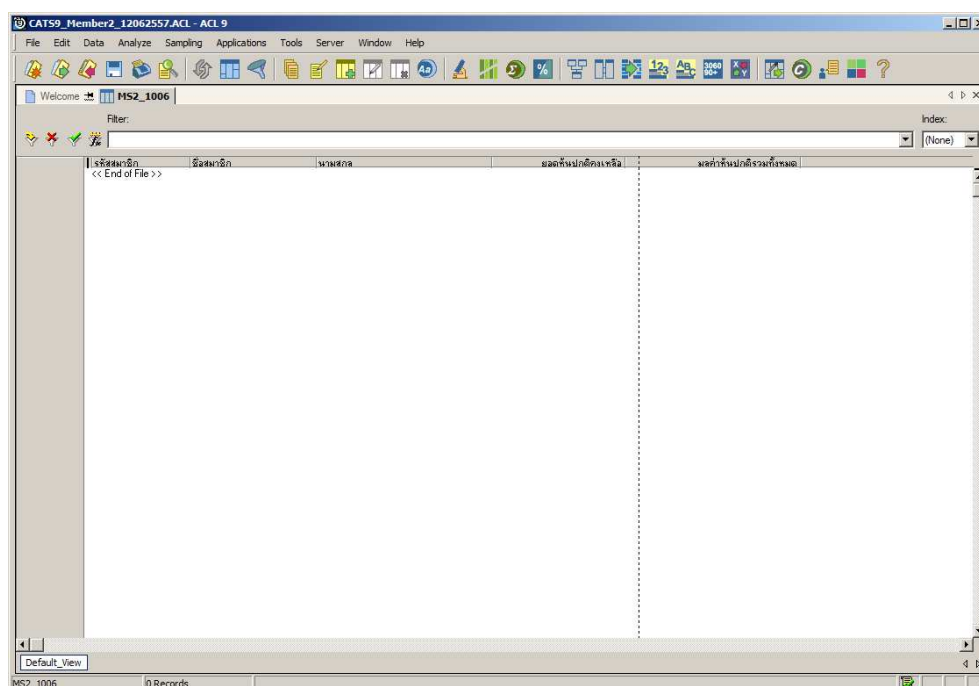 CATS9_Member2_12062557.ACL - ACL 9
File Edit Data Analyze Sampling Applications Tools Server Window Help
Welcome MS2_1006
Filter: Index:
(None)
รหัสสมาชิก ชื่อสมาชิก นามสกุล ยอดหุ้นปกติคงเหลือ มูลค่าหุ้นปกติรวมทั้งหมด
<< End of File >>
Default_View
MS2_1006 0 Records